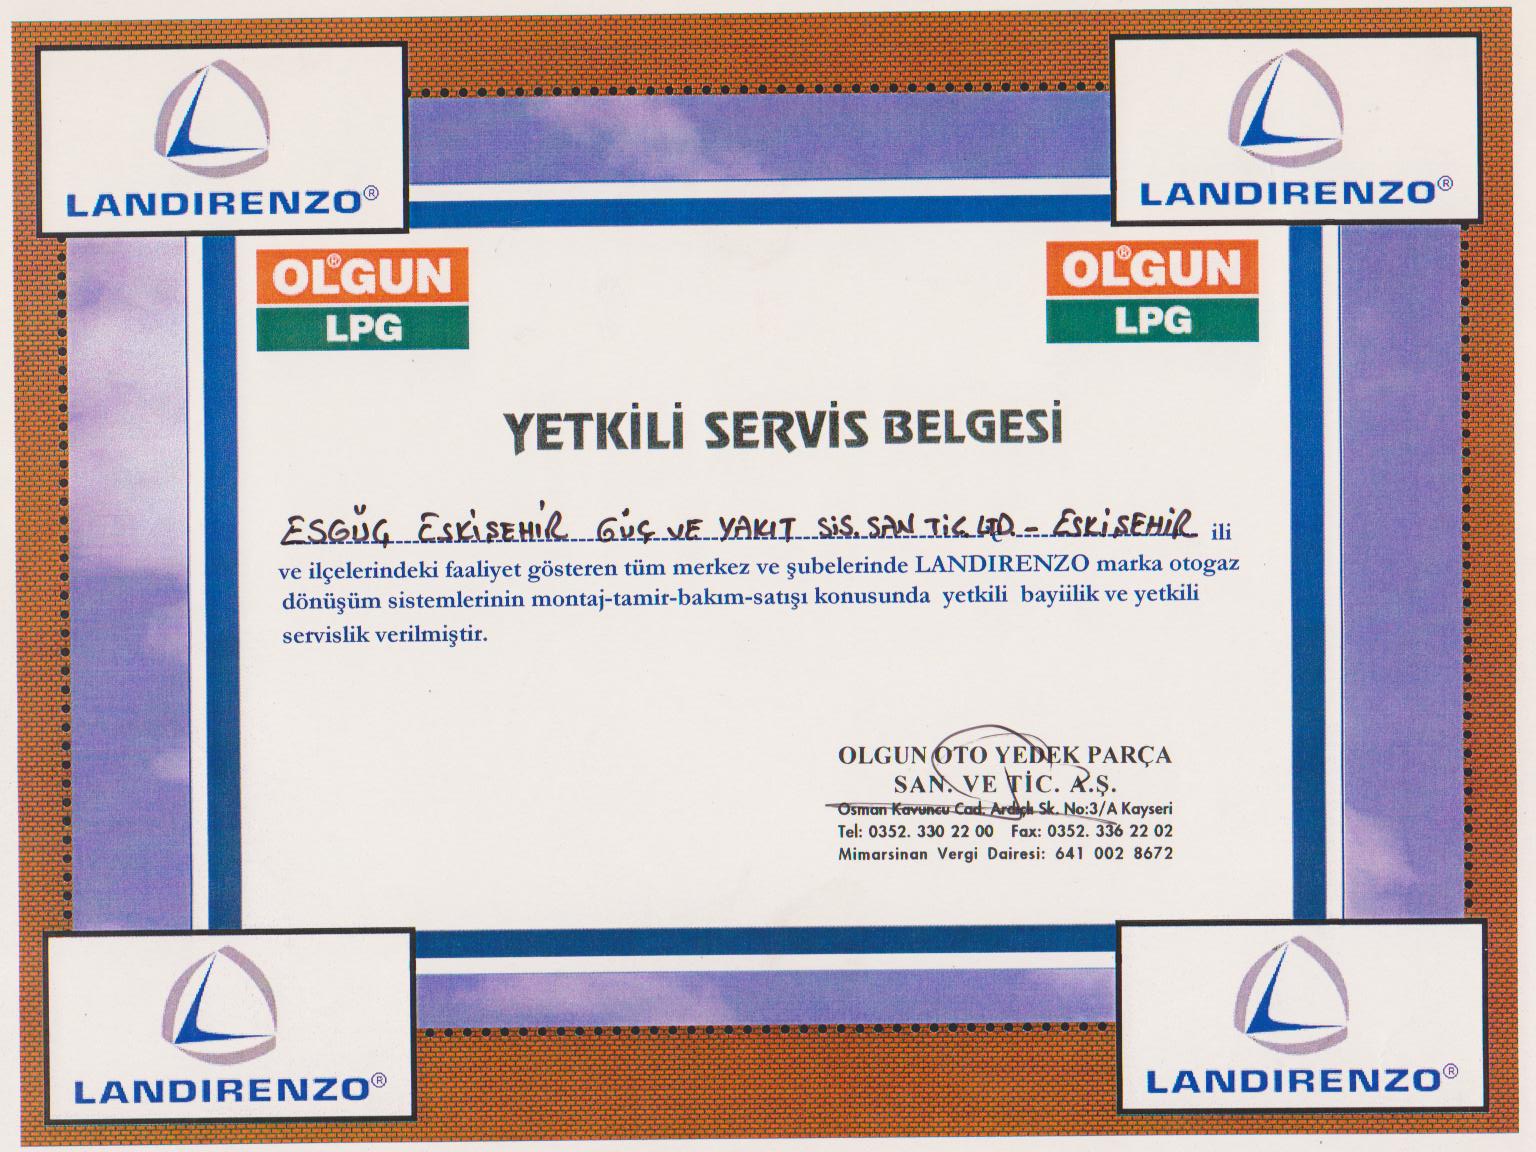 LANDIRENZO®
LANDIRENZO®
OL®GUN
LPG
OL®GUN
LPG
YETKİLİ SERVİS BELGESİ
ESGÜÇ ESKİŞEHİR GÜÇ VE YAKIT SİS. SAN TİC. LTD. - ESKİŞEHİR ili
ve ilçelerindeki faaliyet gösteren tüm merkez ve şubelerinde LANDIRENZO marka otogaz
dönüşüm sistemlerinin montaj-tamir-bakım-satışı konusunda yetkili bayiilik ve yetkili
servislik verilmiştir.
OLGUN OTO YEDEK PARÇA
SAN. VE TİC. A.Ş.
Osman Kavuncu Cad. Ardıçlı Sk. No:3/A Kayseri
Tel: 0352. 330 22 00 Fax: 0352. 336 22 02
Mimarsinan Vergi Dairesi: 641 002 8672
LANDIRENZO®
LANDIRENZO®